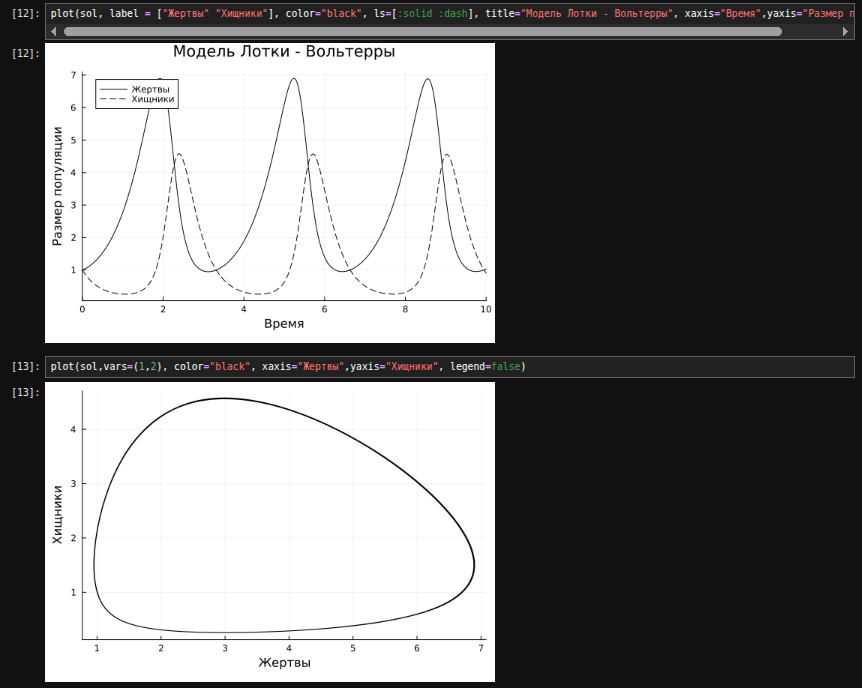 [12]: plot(sol, label = ["Жертвы" "Хищники"], color="black", ls=[:solid :dash], title="Модель Лотки - Вольтерры", xaxis="Время",yaxis="Размер п
[12]:
Модель Лотки - Вольтерры
Жертвы
Хищники
Размер популяции
7
6
5
4
3
2
1
0 2 4 6 8 10
Время
[13]: plot(sol,vars=(1,2), color="black", xaxis="Жертвы",yaxis="Хищники", legend=false)
[13]:
Хищники
4
3
2
1
1 2 3 4 5 6 7
Жертвы